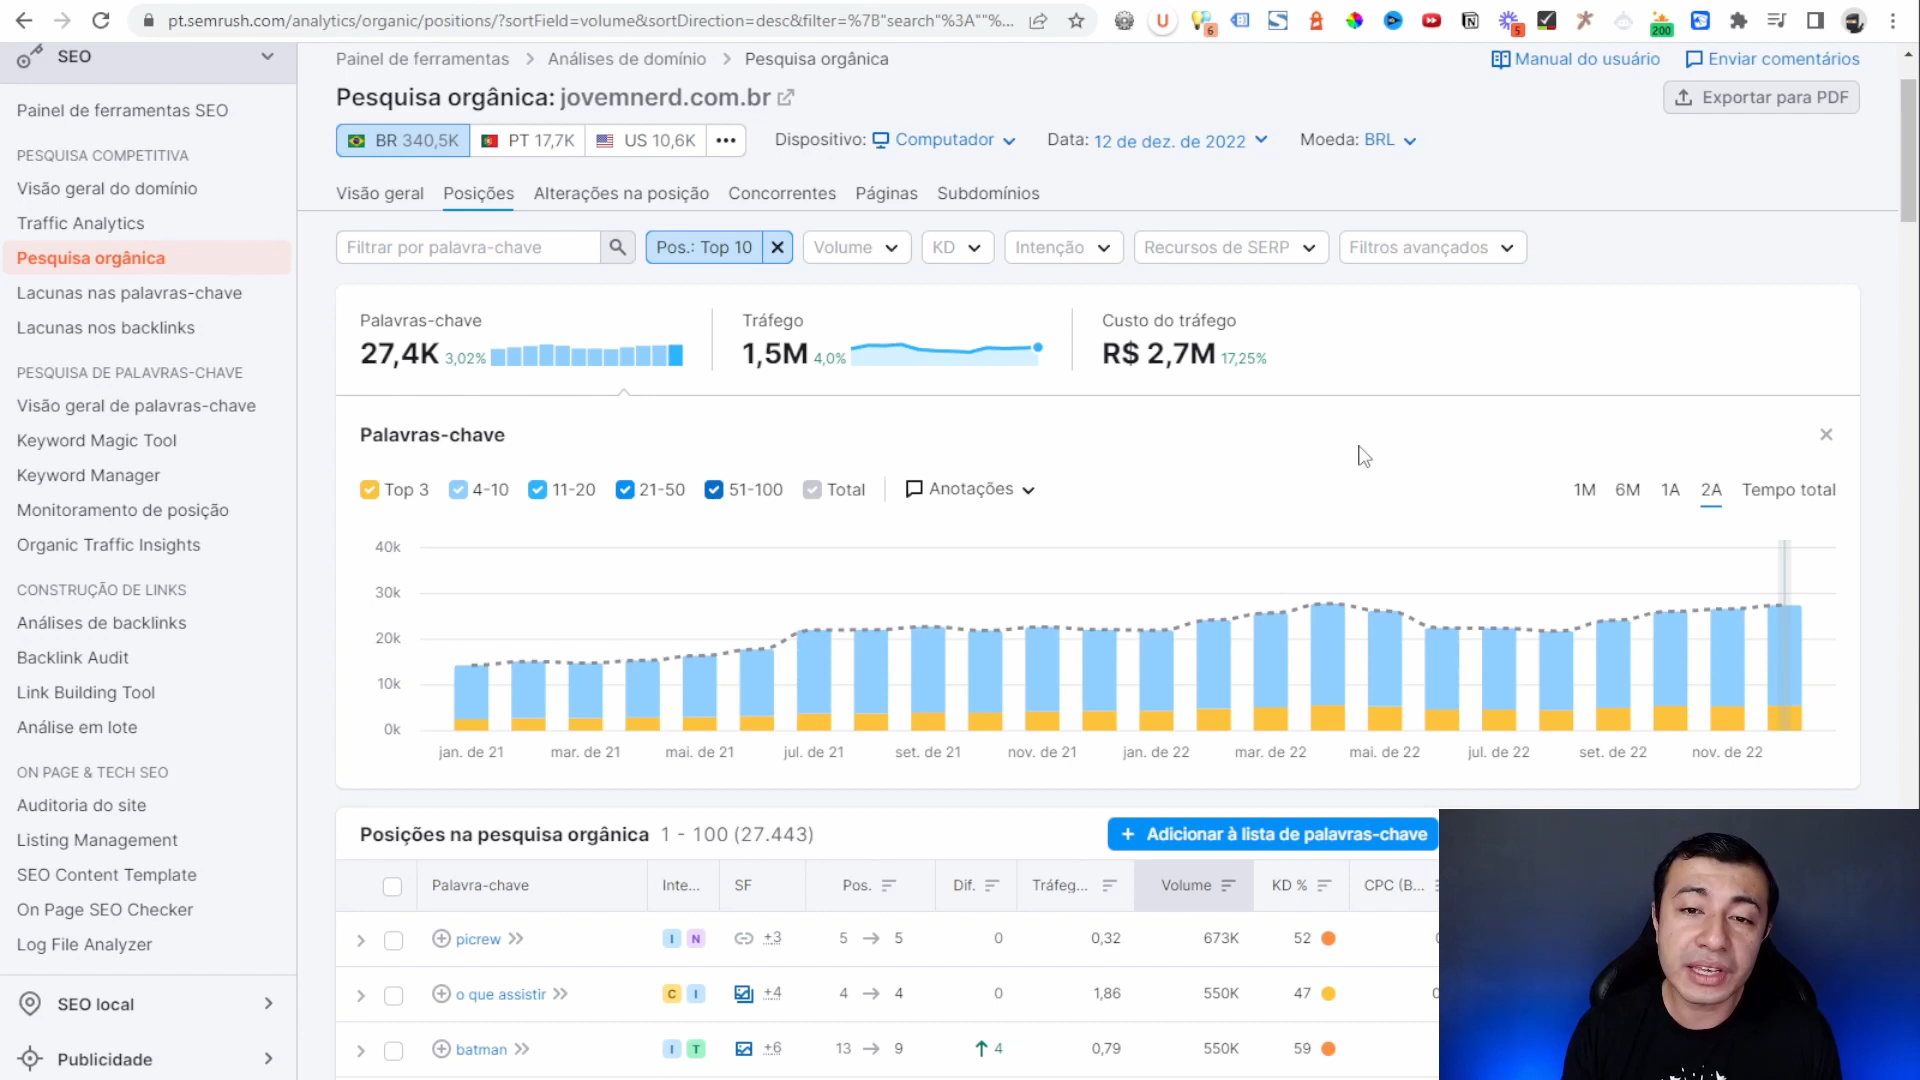 pt.semrush.com/analytics/organic/positions/?sortField=volume&sortDirection=desc&filter=%7B"search"%3A""%...
U
6
5
200
SEO
Painel de ferramentas SEO
PESQUISA COMPETITIVA
Visão geral do domínio
Traffic Analytics
Pesquisa orgânica
Lacunas nas palavras-chave
Lacunas nos backlinks
PESQUISA DE PALAVRAS-CHAVE
Visão geral de palavras-chave
Keyword Magic Tool
Keyword Manager
Monitoramento de posição
Organic Traffic Insights
CONSTRUÇÃO DE LINKS
Análises de backlinks
Backlink Audit
Link Building Tool
Análise em lote
ON PAGE & TECH SEO
Auditoria do site
Listing Management
SEO Content Template
On Page SEO Checker
Log File Analyzer
SEO local
Publicidade
Painel de ferramentas > Análises de domínio > Pesquisa orgânica
Manual do usuário Enviar comentários
Pesquisa orgânica: jovemnerd.com.br
Exportar para PDF
BR 340,5K PT 17,7K US 10,6K ••• Dispositivo: Computador Data: 12 de dez. de 2022 Moeda: BRL
Visão geral Posições Alterações na posição Concorrentes Páginas Subdomínios
Filtrar por palavra-chave Pos.: Top 10 Volume KD Intenção Recursos de SERP Filtros avançados
Palavras-chave Tráfego Custo do tráfego
27,4K 3,02% 1,5M 4,0% R$ 2,7M 17,25%
Palavras-chave
Top 3 4-10 11-20 21-50 51-100 Total Anotações 1M 6M 1A 2A Tempo total
40k
30k
20k
10k
0k
jan. de 21 mar. de 21 mai. de 21 jul. de 21 set. de 21 nov. de 21 jan. de 22 mar. de 22 mai. de 22 jul. de 22 set. de 22 nov. de 22
Posições na pesquisa orgânica 1 - 100 (27.443) + Adicionar à lista de palavras-chave
Palavra-chave Inte... SF Pos. Dif. Tráfeg... Volume KD % CPC (B...
picrew I N +3 5 → 5 0 0,32 673K 52
o que assistir C I +4 4 → 4 0 1,86 550K 47
batman I T +6 13 → 9 ↑ 4 0,79 550K 59